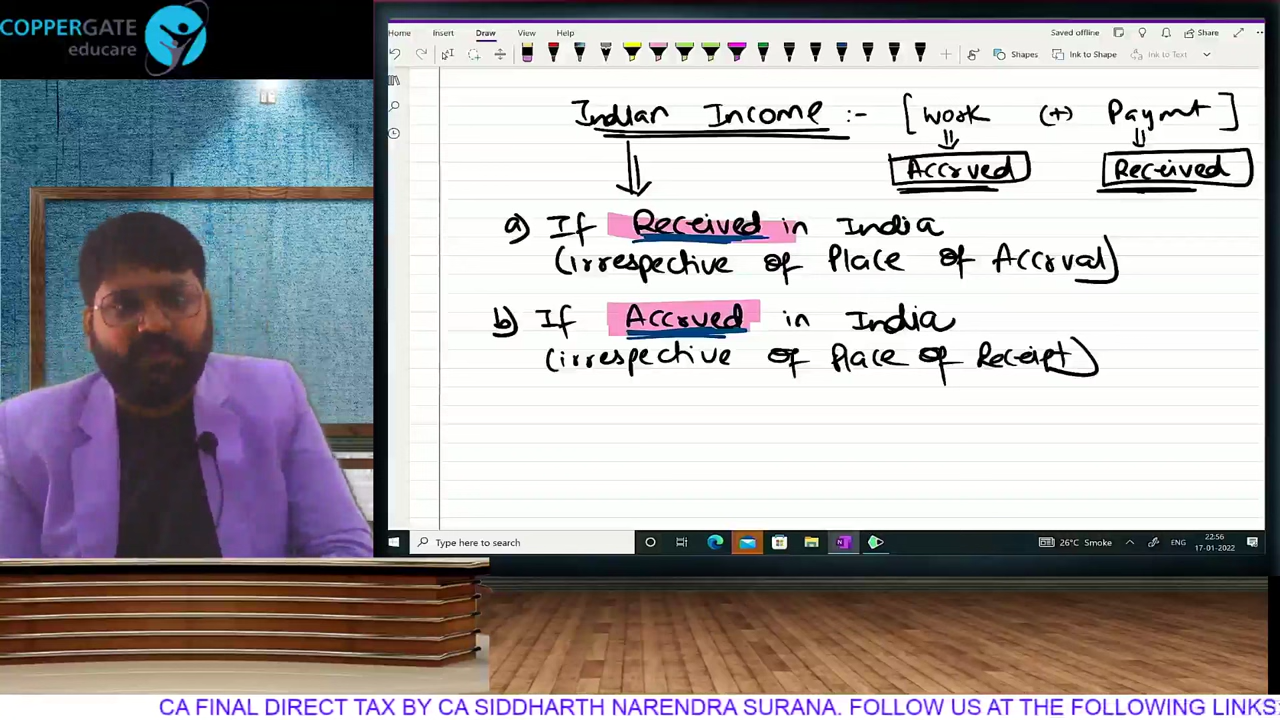 COPPERGATE
educare
Home Insert Draw View Help
Saved offline
Share
Shapes
Ink to Shape
Ink to Text
Indian Income :- [ Work (+) Paymt ]
Accrued Received
a) If Received in India
(irrespective of Place of Accrual)
b) If Accrued in India
(irrespective of Place of Receipt)
Type here to search
26°C Smoke
ENG
22:56
17-01-2022
CA FINAL DIRECT TAX BY CA SIDDHARTH NARENDRA SURANA. FOLLOW US AT THE FOLLOWING LINKS: